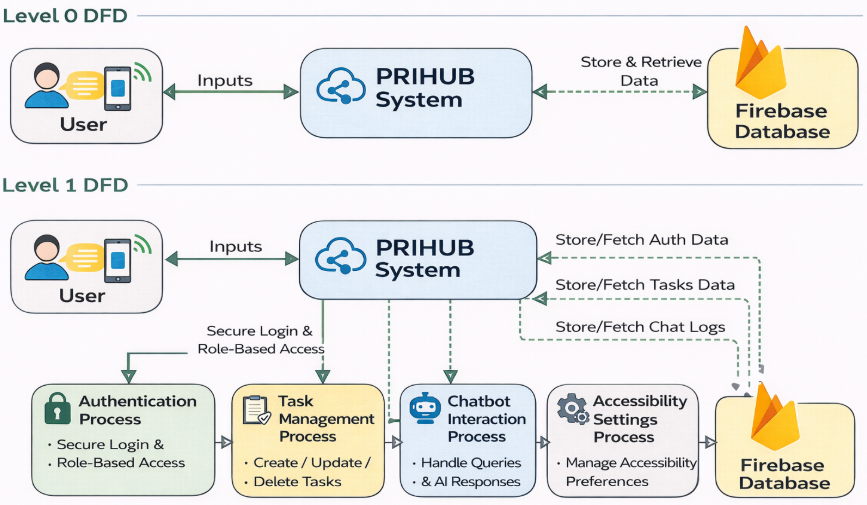 Level 0 DFD
User
Inputs
PRIHUB
System
Store & Retrieve
Data
Firebase
Database
Level 1 DFD
User
Inputs
PRIHUB
System
Store/Fetch Auth Data
Store/Fetch Tasks Data
Store/Fetch Chat Logs
Secure Login &
Role-Based Access
Authentication
Process
· Secure Login &
· Role-Based Access
Task
Management
Process
· Create / Update /
· Delete Tasks
Chatbot
Interaction
Process
· Handle Queries
· & AI Responses
Accessibility
Settings
Process
· Manage Accessibility
Preferences
Firebase
Database